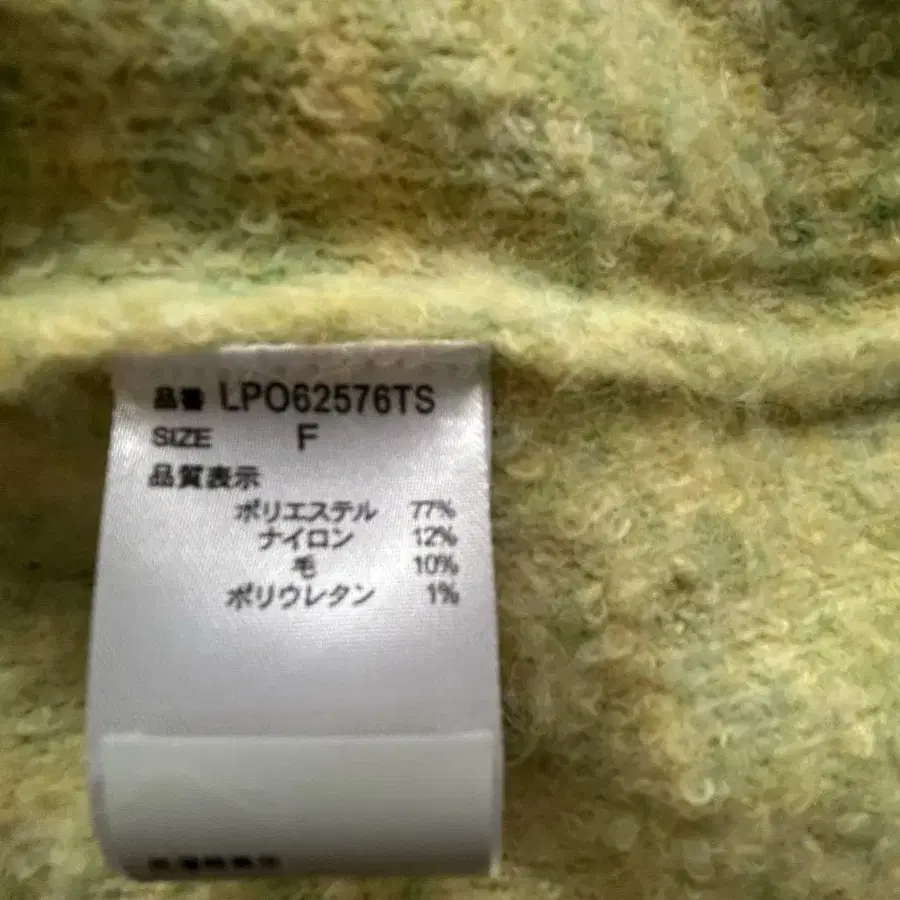 品番 LPO62576TS
SIZE F
品質表示
ポリエステル 77%
ナイロン 12%
毛 10%
ポリウレタン 1%